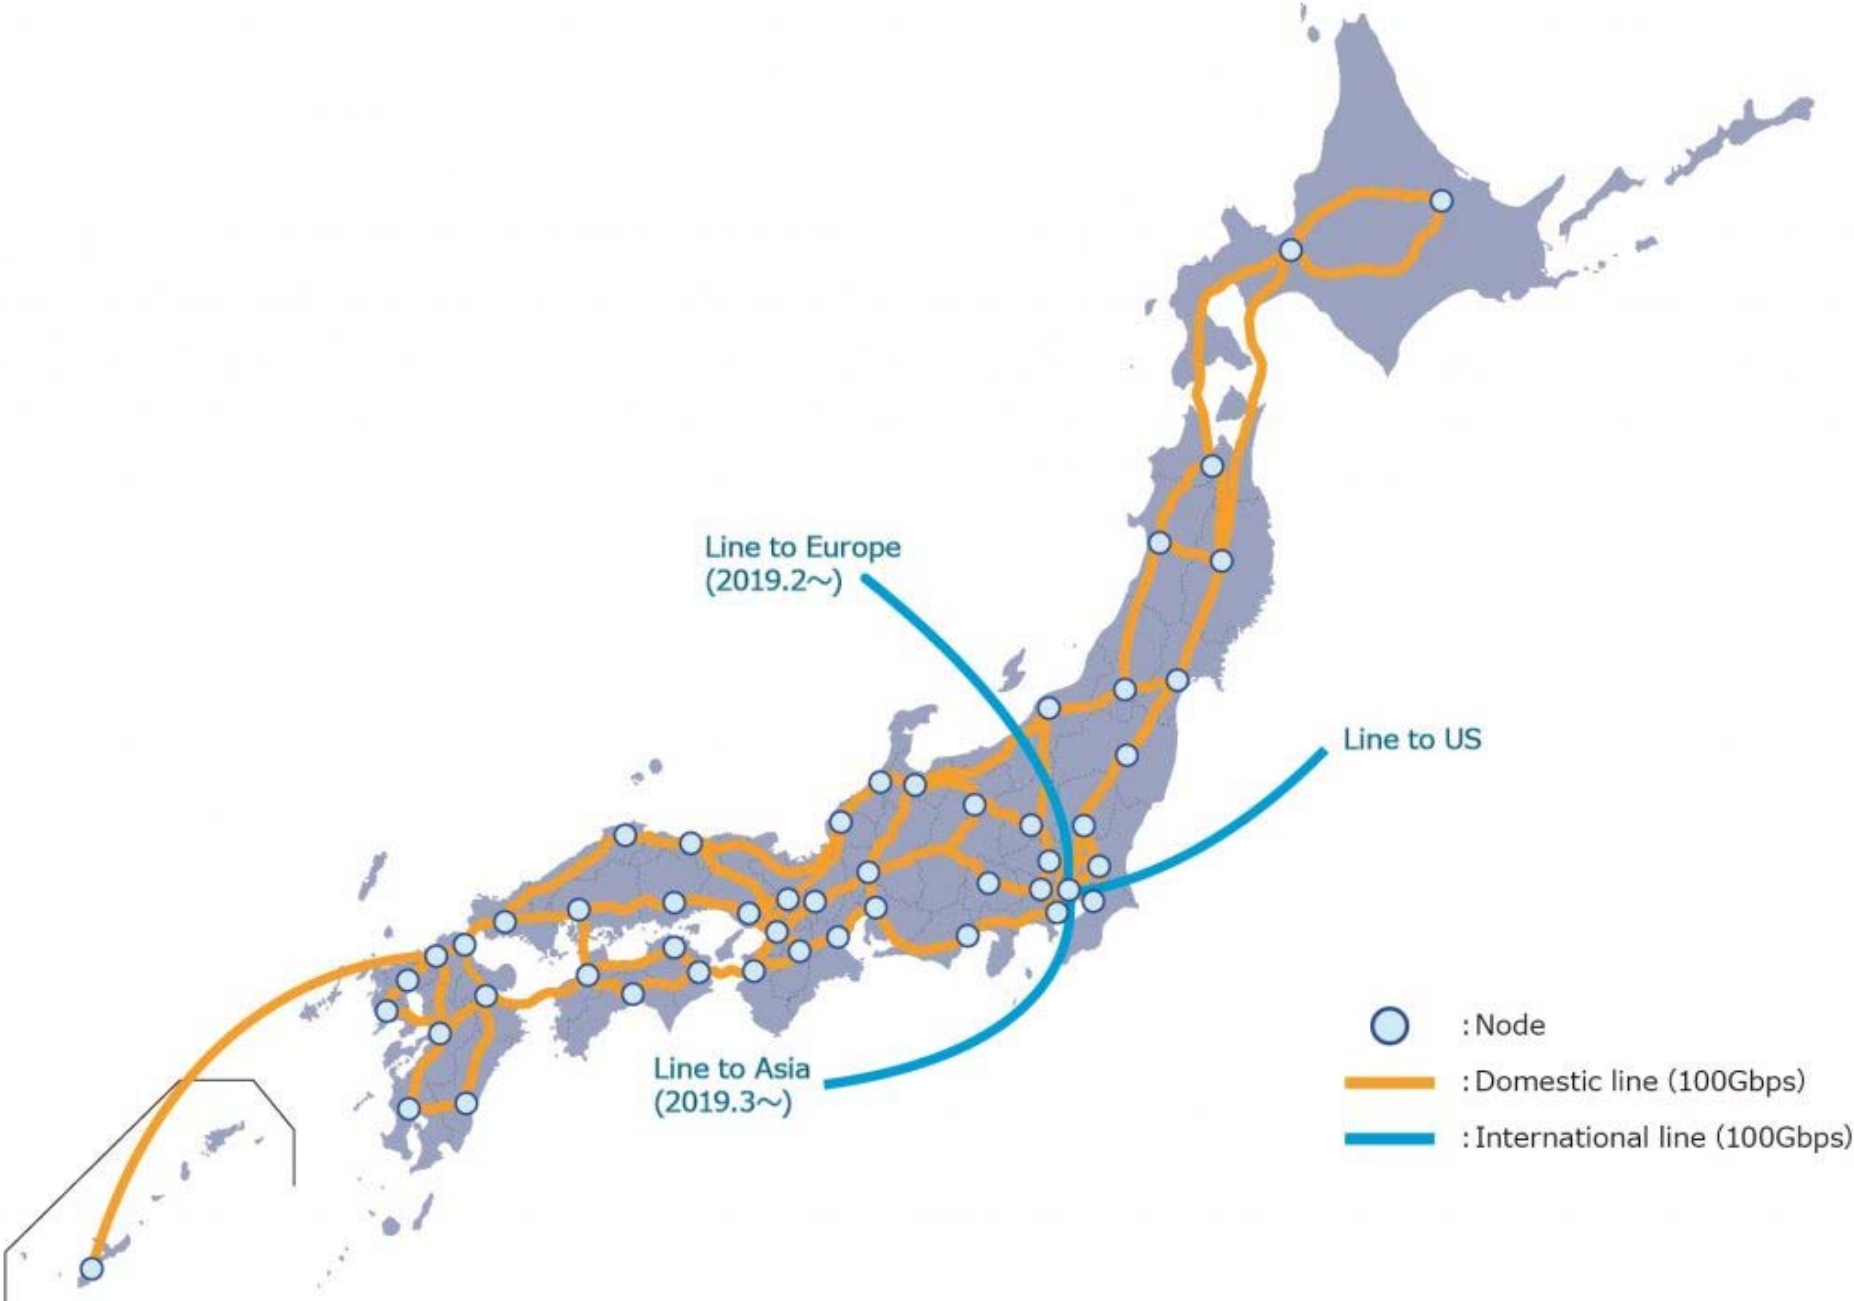 Line to Europe
(2019.2～)
Line to US
Line to Asia
(2019.3～)
:Node
:Domestic line (100Gbps)
:International line (100Gbps)